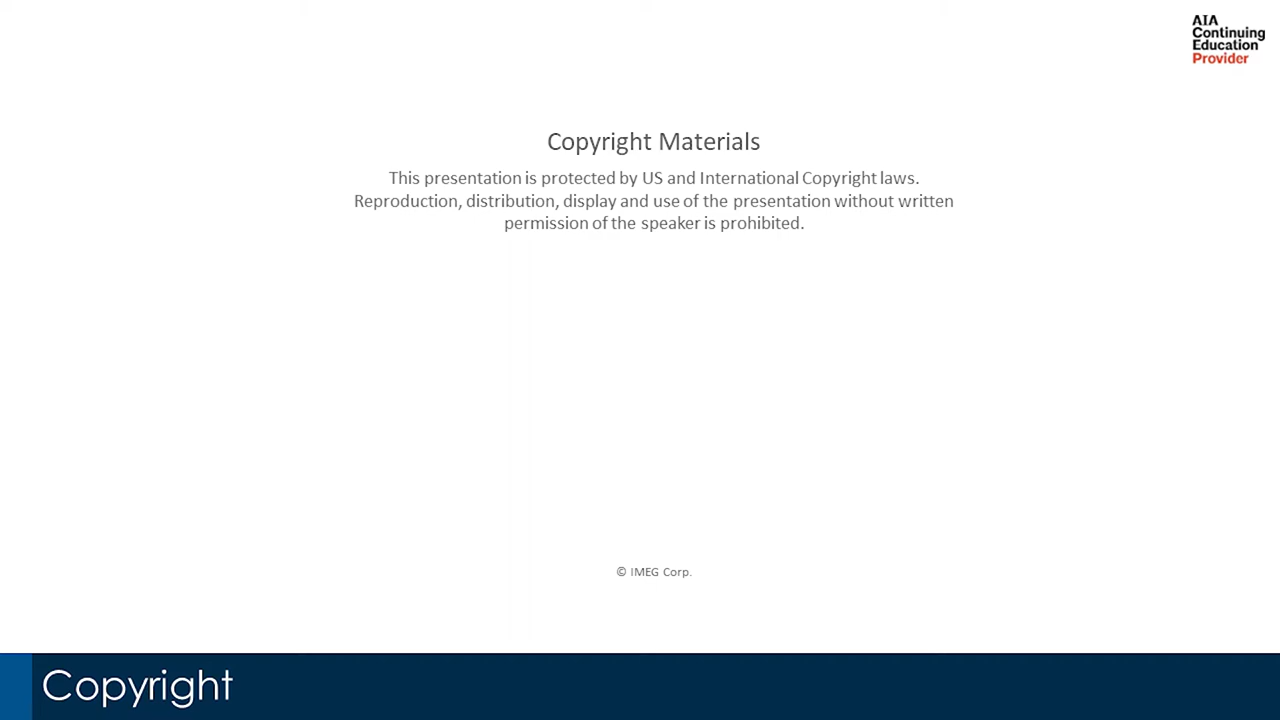 AIA
Continuing
Education
Provider
Copyright Materials
This presentation is protected by US and International Copyright laws.
Reproduction, distribution, display and use of the presentation without written
permission of the speaker is prohibited.
© IMEG Corp.
Copyright